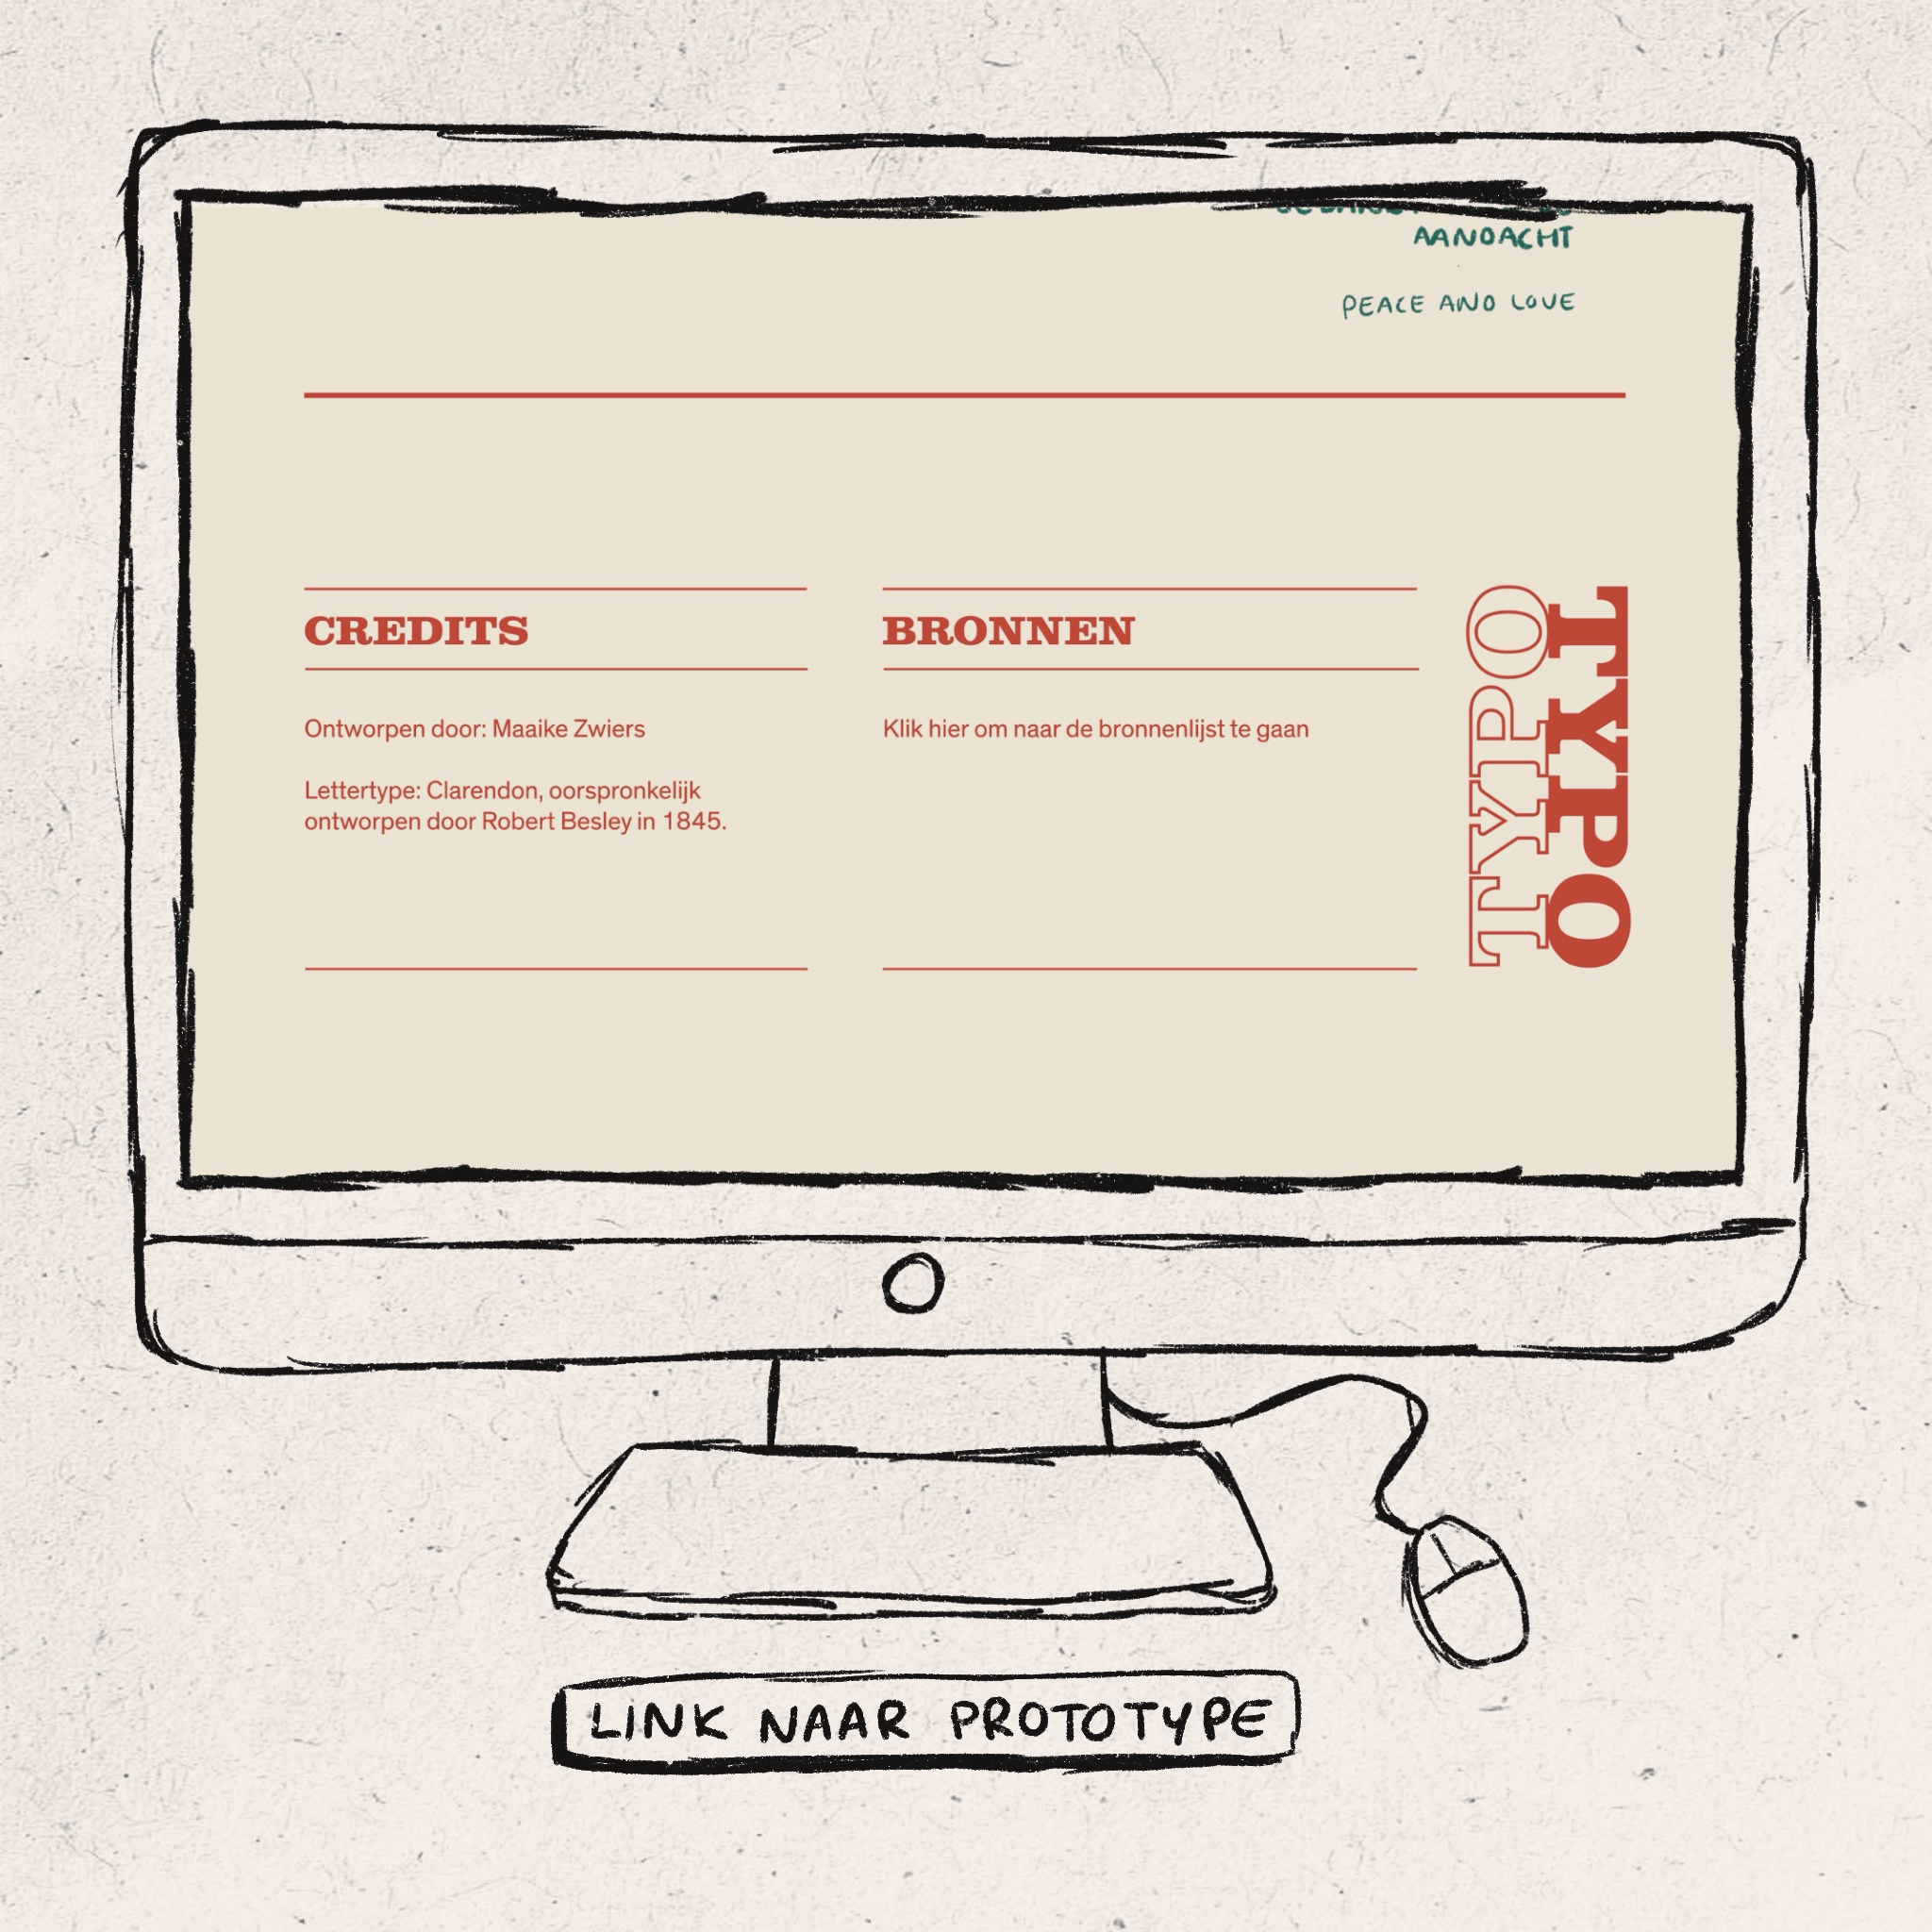 AANDACHT
PEACE AND LOVE
CREDITS
Ontworpen door: Maaike Zwiers
Lettertype: Clarendon, oorspronkelijk
ontworpen door Robert Besley in 1845.
BRONNEN
Klik hier om naar de bronnenlijst te gaan
TYPO
TYPO
LINK NAAR PROTOTYPE